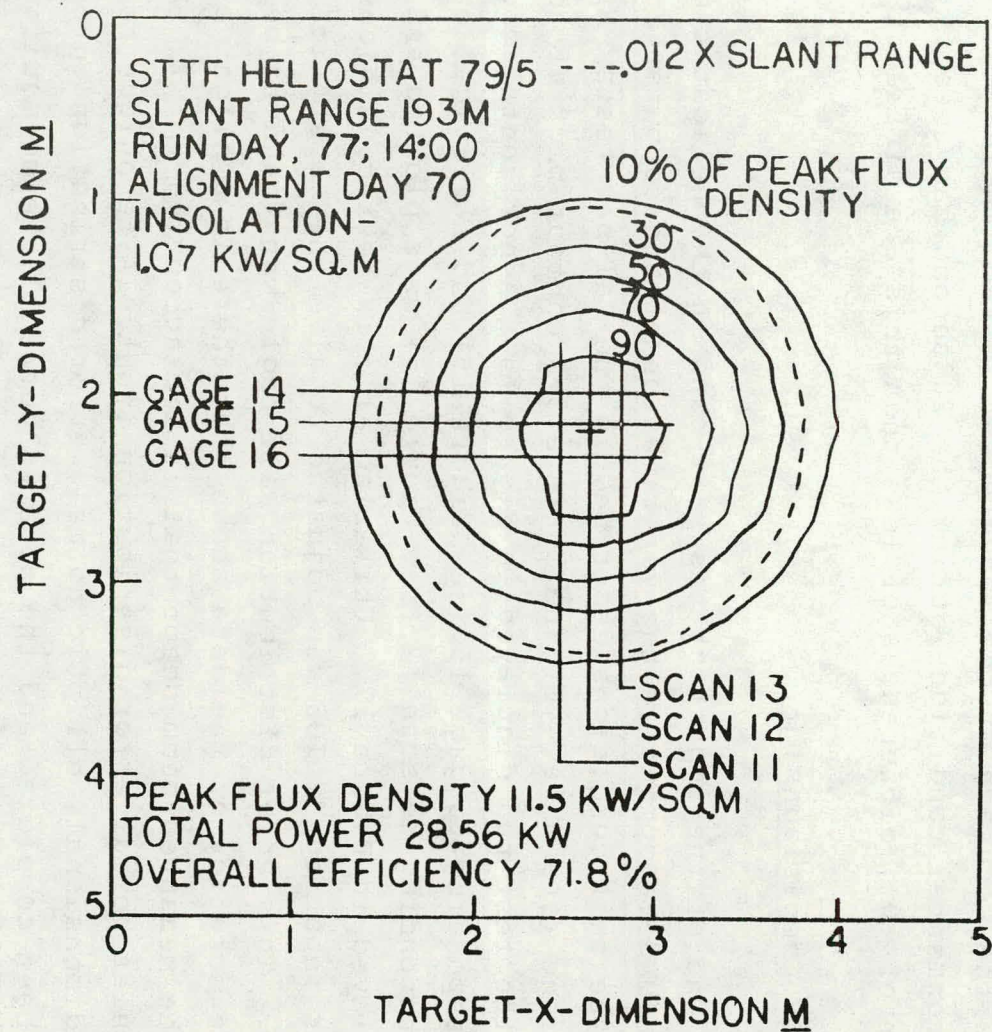 STTF HELIOSTAT 79/5 ----.012 X SLANT RANGE
SLANT RANGE 193M
RUN DAY, 77; 14:00
ALIGNMENT DAY 70
INSOLATION-
1.07 KW/SQ.M
10% OF PEAK FLUX
DENSITY
30
50
70
90
GAGE 14
GAGE 15
GAGE 16
SCAN 13
SCAN 12
SCAN 11
PEAK FLUX DENSITY 11.5 KW/SQ.M
TOTAL POWER 28.56 KW
OVERALL EFFICIENCY 71.8%
TARGET-Y-DIMENSION M
0
1
2
3
4
5
0 1 2 3 4 5
TARGET-X-DIMENSION M